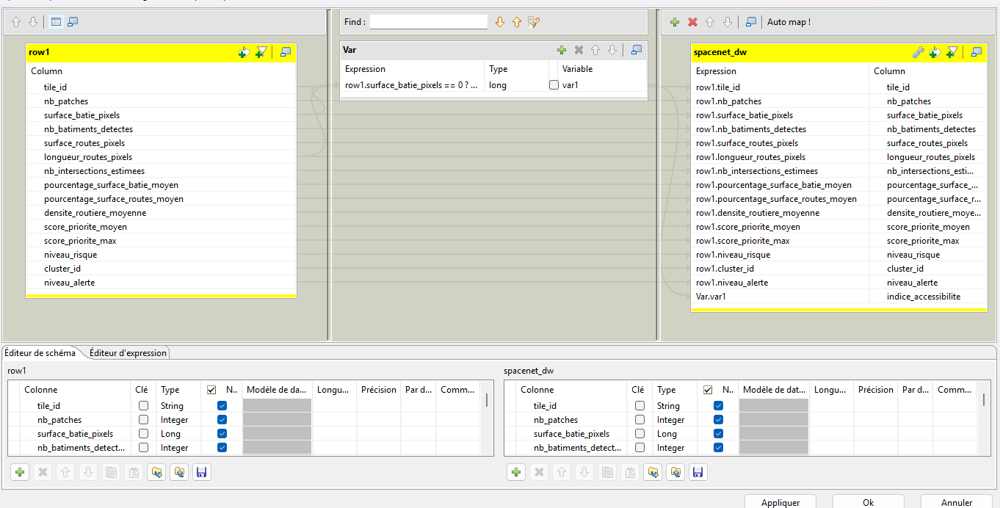 Find :
Auto map !
row1
Column
tile_id
nb_patches
surface_batie_pixels
nb_batiments_detectes
surface_routes_pixels
longueur_routes_pixels
nb_intersections_estimees
pourcentage_surface_batie_moyen
pourcentage_surface_routes_moyen
densite_routiere_moyenne
score_priorite_moyen
score_priorite_max
niveau_risque
cluster_id
niveau_alerte
Var
Expression Type Variable
row1.surface_batie_pixels == 0 ? ... long var1
spacenet_dw
Expression Column
row1.tile_id tile_id
row1.nb_patches nb_patches
row1.surface_batie_pixels surface_batie_pixels
row1.nb_batiments_detectes nb_batiments_detectes
row1.surface_routes_pixels surface_routes_pixels
row1.longueur_routes_pixels longueur_routes_pixels
row1.nb_intersections_estimees nb_intersections_esti...
row1.pourcentage_surface_batie_moyen pourcentage_surface_...
row1.pourcentage_surface_routes_moyen pourcentage_surface_r...
row1.densite_routiere_moyenne densite_routiere_moye...
row1.score_priorite_moyen score_priorite_moyen
row1.score_priorite_max score_priorite_max
row1.niveau_risque niveau_risque
row1.cluster_id cluster_id
row1.niveau_alerte niveau_alerte
Var.var1 indice_accessibilite
Éditeur de schéma Éditeur d'expression
row1
Colonne Clé Type N.. Modèle de da... Longu... Précision Par d... Comm...
tile_id String
nb_patches Integer
surface_batie_pixels Long
nb_batiments_detect... Integer
spacenet_dw
Colonne Clé Type N.. Modèle de dat... Longu... Précision Par d... Comm...
tile_id String
nb_patches Integer
surface_batie_pixels Long
nb_batiments_detect... Integer
Appliquer Ok Annuler